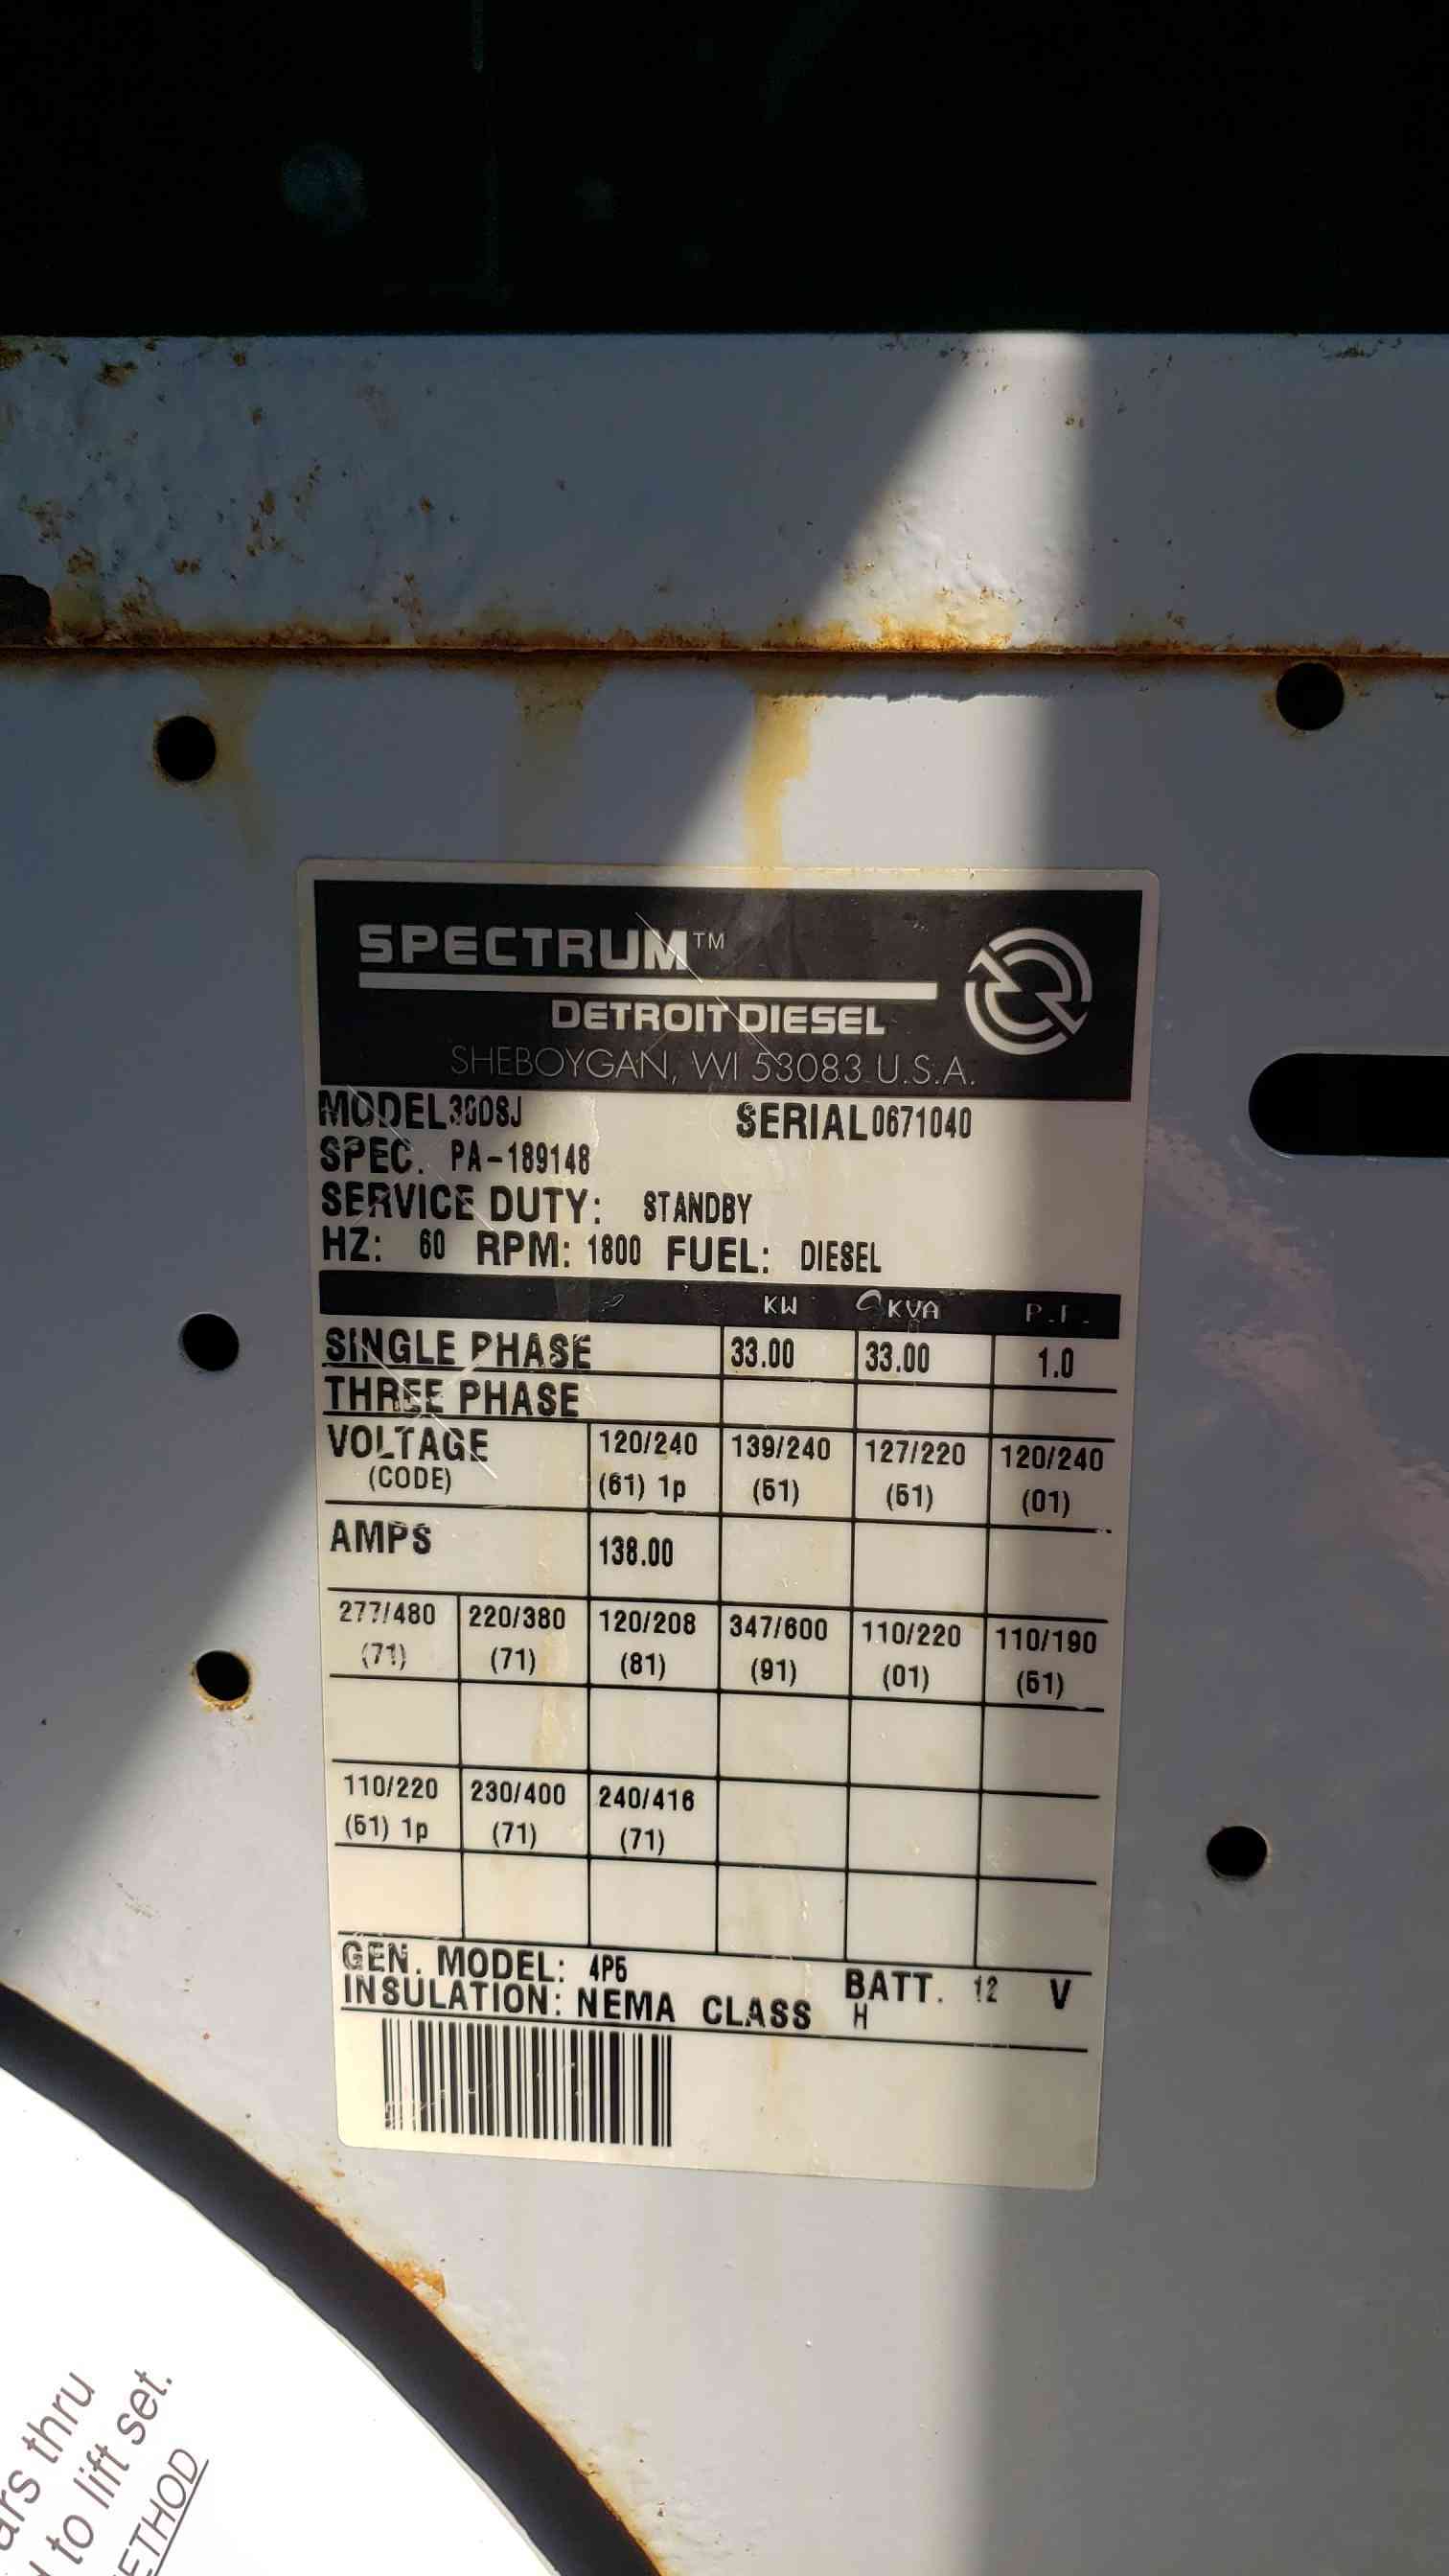 SPECTRUM™
DETROIT DIESEL
SHEBOYGAN, WI 53083 U.S.A.
MODEL 30DSJ SERIAL 0671040
SPEC. PA-189148
SERVICE DUTY: STANDBY
HZ: 60 RPM: 1800 FUEL: DIESEL
KW KVA P.F.
SINGLE PHASE 33.00 33.00 1.0
THREE PHASE
VOLTAGE 120/240 139/240 127/220 120/240
(CODE) (61) 1p (61) (61) (01)
AMPS 138.00
277/480 220/380 120/208 347/600 110/220 110/190
(71) (71) (81) (91) (01) (61)
110/220 230/400 240/416
(61) 1p (71) (71)
GEN. MODEL: 4P5 BATT. 12 V
INSULATION: NEMA CLASS H
thru
to lift set.